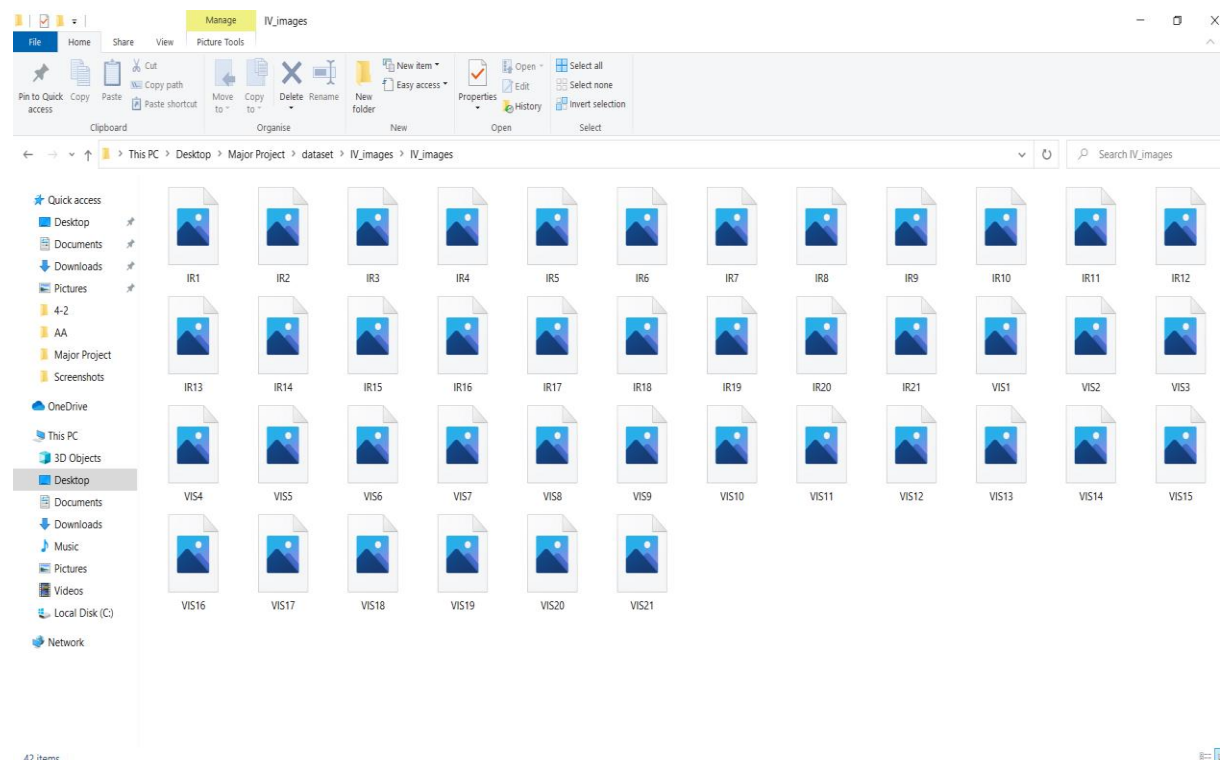 Manage IV_images
File Home Share View Picture Tools
Pin to Quick access
Copy
Paste
Cut
Copy path
Paste shortcut
Clipboard
Move to
Copy to
Delete
Rename
Organise
New folder
New item
Easy access
New
Properties
Open
Edit
History
Open
Select all
Select none
Invert selection
Select
This PC > Desktop > Major Project > dataset > IV_images > IV_images
Search IV_images
Quick access
Desktop
Documents
Downloads
Pictures
4-2
AA
Major Project
Screenshots
OneDrive
This PC
3D Objects
Desktop
Documents
Downloads
Music
Pictures
Videos
Local Disk (C:)
Network
IR1 IR2 IR3 IR4 IR5 IR6 IR7 IR8 IR9 IR10 IR11 IR12
IR13 IR14 IR15 IR16 IR17 IR18 IR19 IR20 IR21 VIS1 VIS2 VIS3
VIS4 VIS5 VIS6 VIS7 VIS8 VIS9 VIS10 VIS11 VIS12 VIS13 VIS14 VIS15
VIS16 VIS17 VIS18 VIS19 VIS20 VIS21
42 items